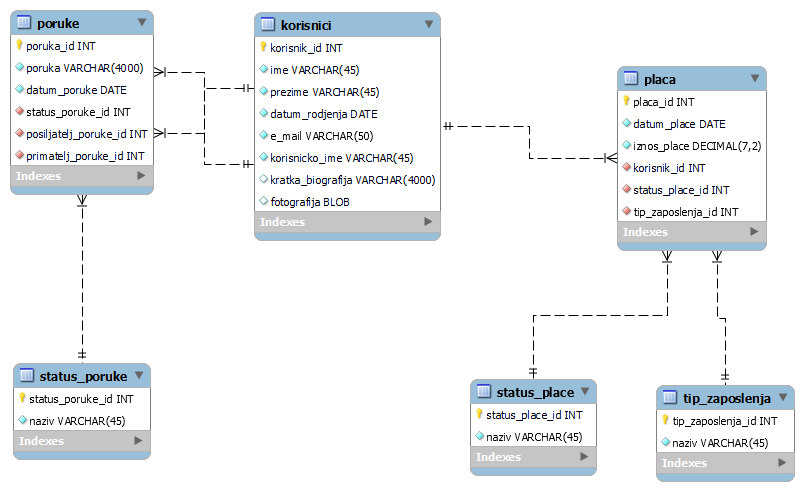 poruke
poruka_id INT
poruka VARCHAR(4000)
datum_poruke DATE
status_poruke_id INT
posiljatelj_poruke_id INT
primatelj_poruke_id INT
Indexes
korisnici
korisnik_id INT
ime VARCHAR(45)
prezime VARCHAR(45)
datum_rodjenja DATE
e_mail VARCHAR(50)
korisnicko_ime VARCHAR(45)
kratka_biografija VARCHAR(4000)
fotografija BLOB
Indexes
placa
placa_id INT
datum_place DATE
iznos_place DECIMAL(7,2)
korisnik_id INT
status_place_id INT
tip_zaposlenja_id INT
Indexes
status_poruke
status_poruke_id INT
naziv VARCHAR(45)
Indexes
status_place
status_place_id INT
naziv VARCHAR(45)
Indexes
tip_zaposlenja
tip_zaposlenja_id INT
naziv VARCHAR(45)
Indexes